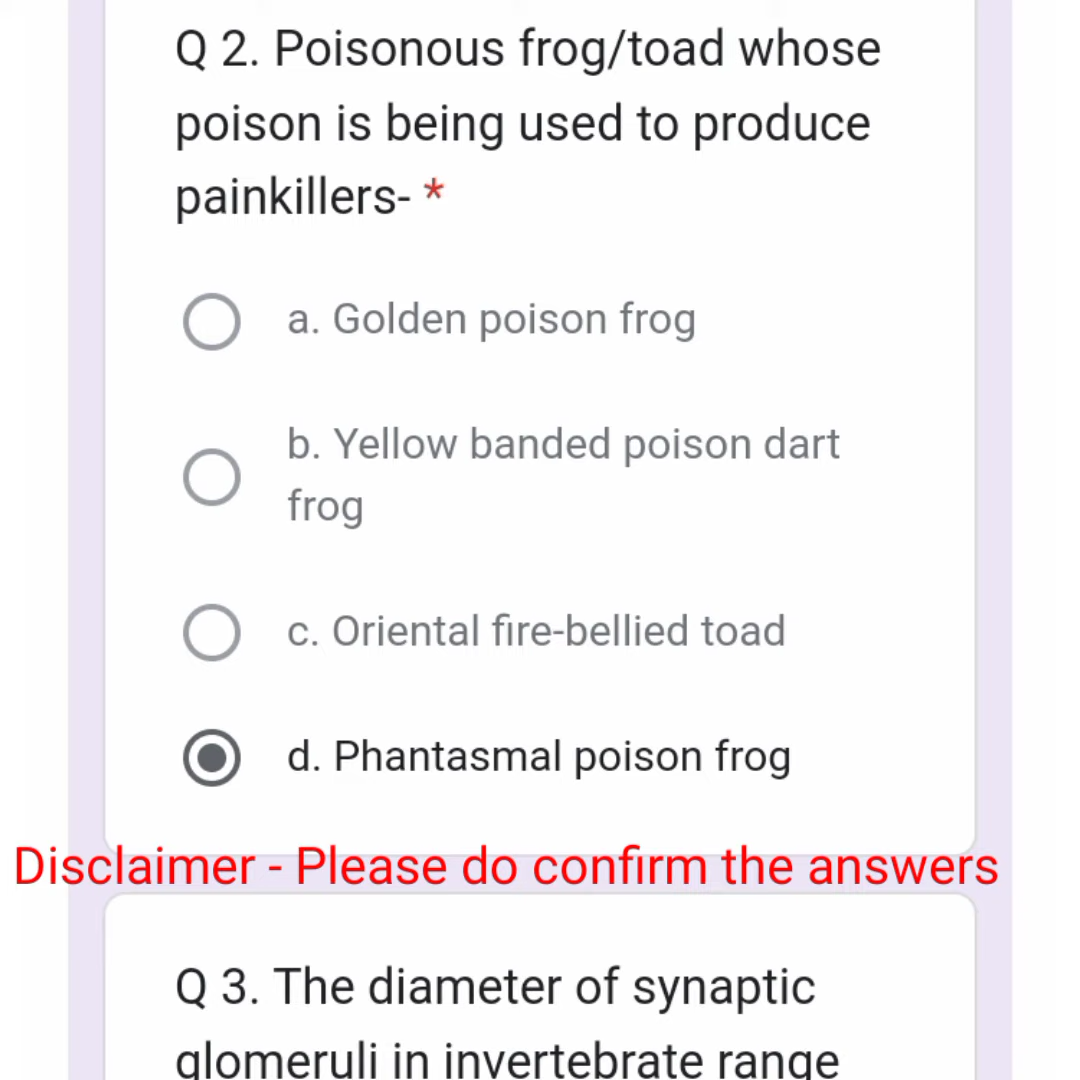 Q 2. Poisonous frog/toad whose
poison is being used to produce
painkillers- *
a. Golden poison frog
b. Yellow banded poison dart
frog
c. Oriental fire-bellied toad
d. Phantasmal poison frog
Disclaimer - Please do confirm the answers
Q 3. The diameter of synaptic
glomeruli in invertebrate range